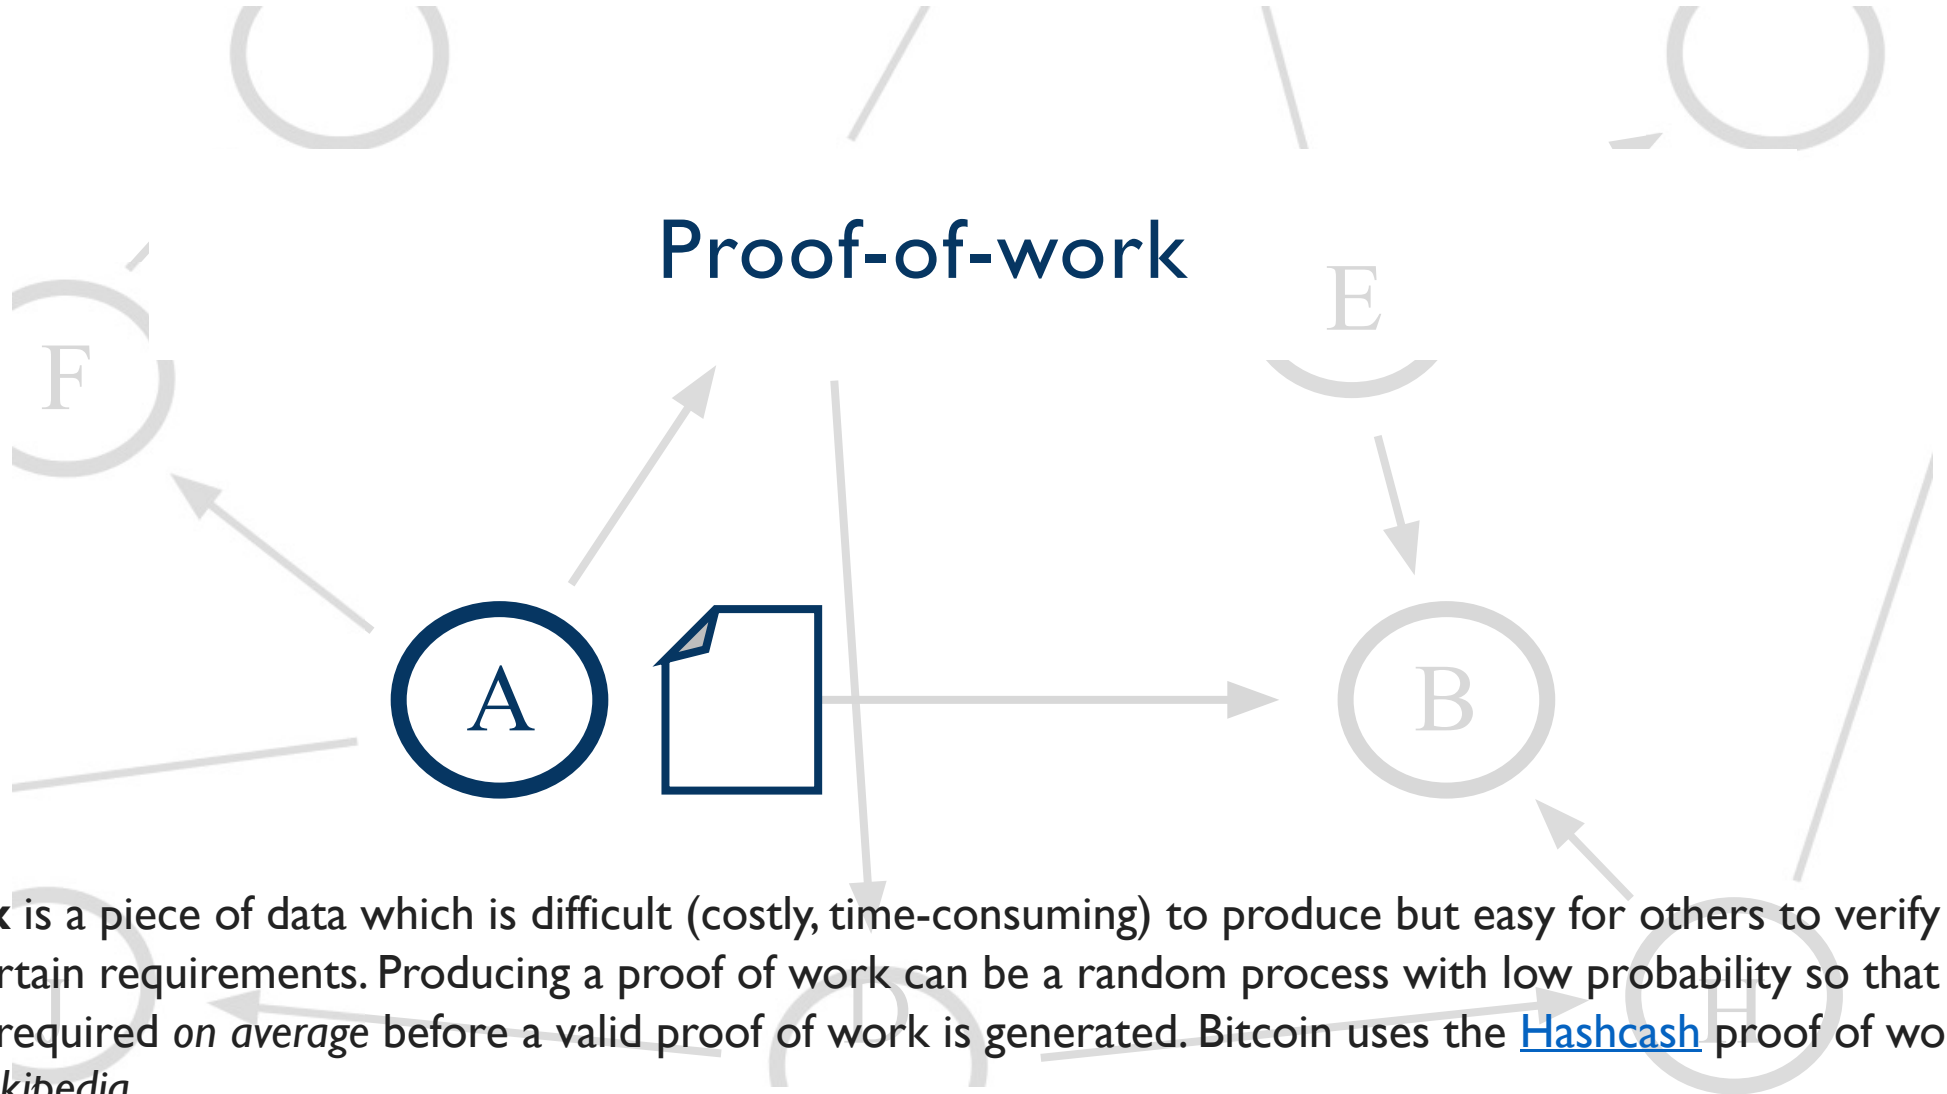 Proof-of-work
E
F
A
B
is a piece of data which is difficult (costly, time-consuming) to produce but easy for others to verify
rtain requirements. Producing a proof of work can be a random process with low probability so that
required on average before a valid proof of work is generated. Bitcoin uses the Hashcash proof of wo
kipedia
D
H